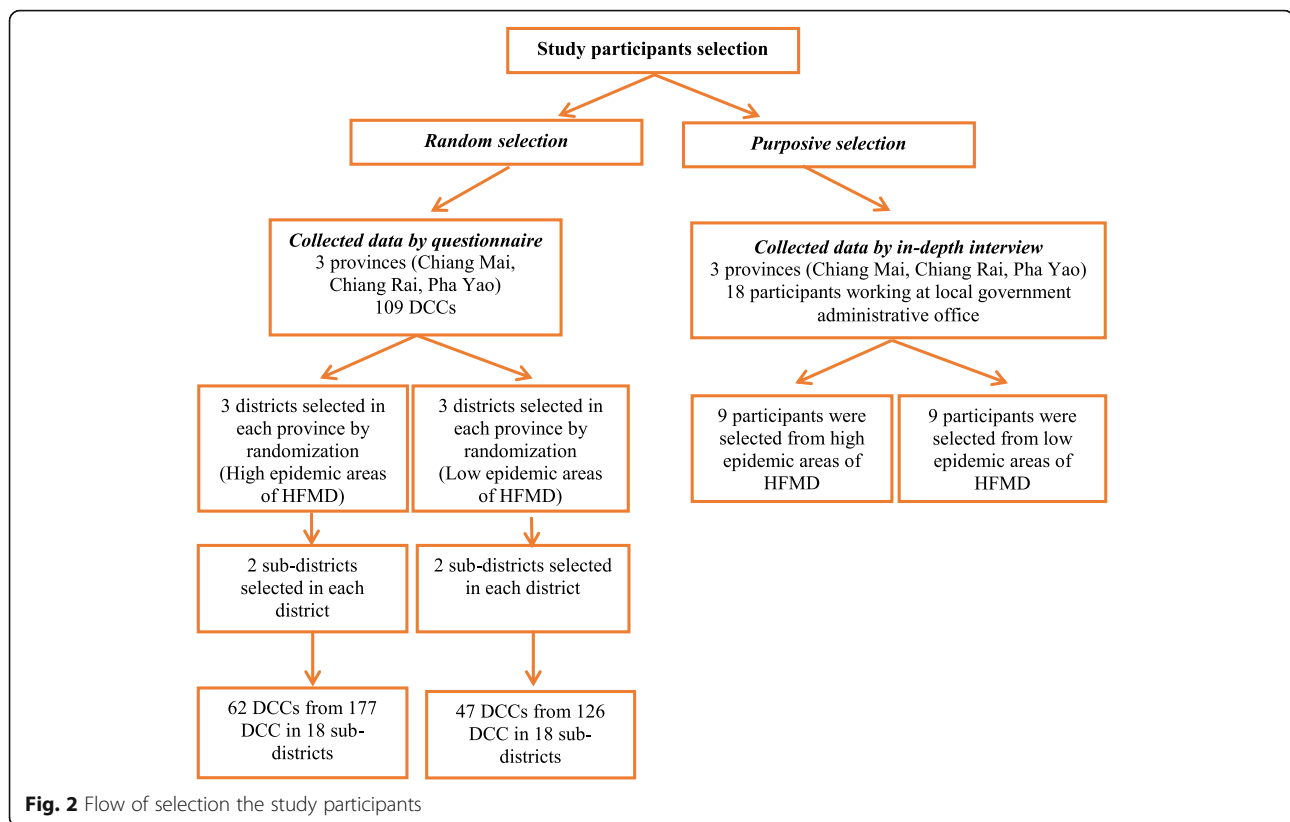 Study participants selection
Random selection
Purposive selection
Collected data by questionnaire
3 provinces (Chiang Mai,
Chiang Rai, Pha Yao)
109 DCCs
Collected data by in-depth interview
3 provinces (Chiang Mai, Chiang Rai, Pha Yao)
18 participants working at local government
administrative office
3 districts selected in
each province by
randomization
(High epidemic areas
of HFMD)
3 districts selected in
each province by
randomization
(Low epidemic areas
of HFMD)
9 participants were
selected from high
epidemic areas of
HFMD
9 participants were
selected from low
epidemic areas of
HFMD
2 sub-districts
selected in each
district
2 sub-districts selected
in each district
62 DCCs from 177
DCC in 18 sub-
districts
47 DCCs from 126
DCC in 18 sub-
districts
Fig. 2 Flow of selection the study participants